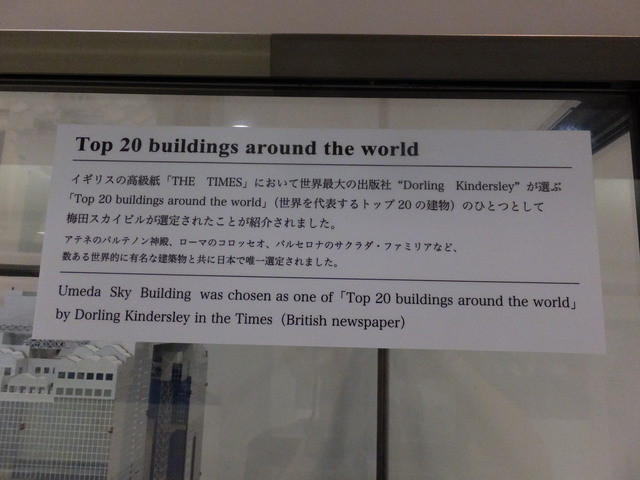 Top 20 buildings around the world
イギリスの高級紙「THE TIMES」において世界最大の出版社 “Dorling Kindersley” が選ぶ
「Top 20 buildings around the world」（世界を代表するトップ 20 の建物）のひとつとして
梅田スカイビルが選定されたことが紹介されました。
アテネのパルテノン神殿、ローマのコロッセオ、バルセロナのサクラダ・ファミリアなど、
数ある世界的に有名な建築物と共に日本で唯一選定されました。
Umeda Sky Building was chosen as one of「Top 20 buildings around the world」
by Dorling Kindersley in the Times（British newspaper）